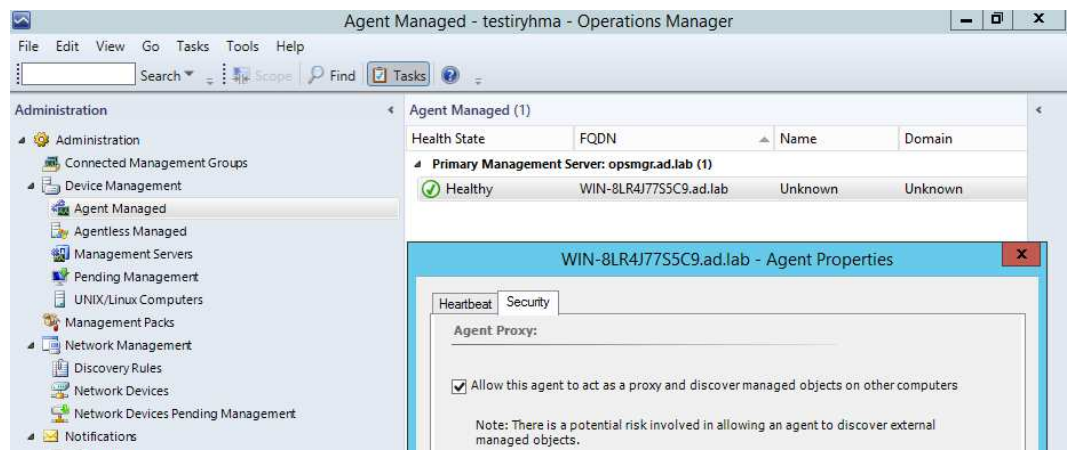 Agent Managed - testiryhma - Operations Manager
File Edit View Go Tasks Tools Help
Search Scope Find Tasks
Administration
Administration
Connected Management Groups
Device Management
Agent Managed
Agentless Managed
Management Servers
Pending Management
UNIX/Linux Computers
Management Packs
Network Management
Discovery Rules
Network Devices
Network Devices Pending Management
Notifications
Agent Managed (1)
Health State FQDN Name Domain
Primary Management Server: opsmgr.ad.lab (1)
Healthy WIN-8LR4J77S5C9.ad.lab Unknown Unknown
WIN-8LR4J77S5C9.ad.lab - Agent Properties
Heartbeat Security
Agent Proxy:
Allow this agent to act as a proxy and discover managed objects on other computers
Note: There is a potential risk involved in allowing an agent to discover external
managed objects.